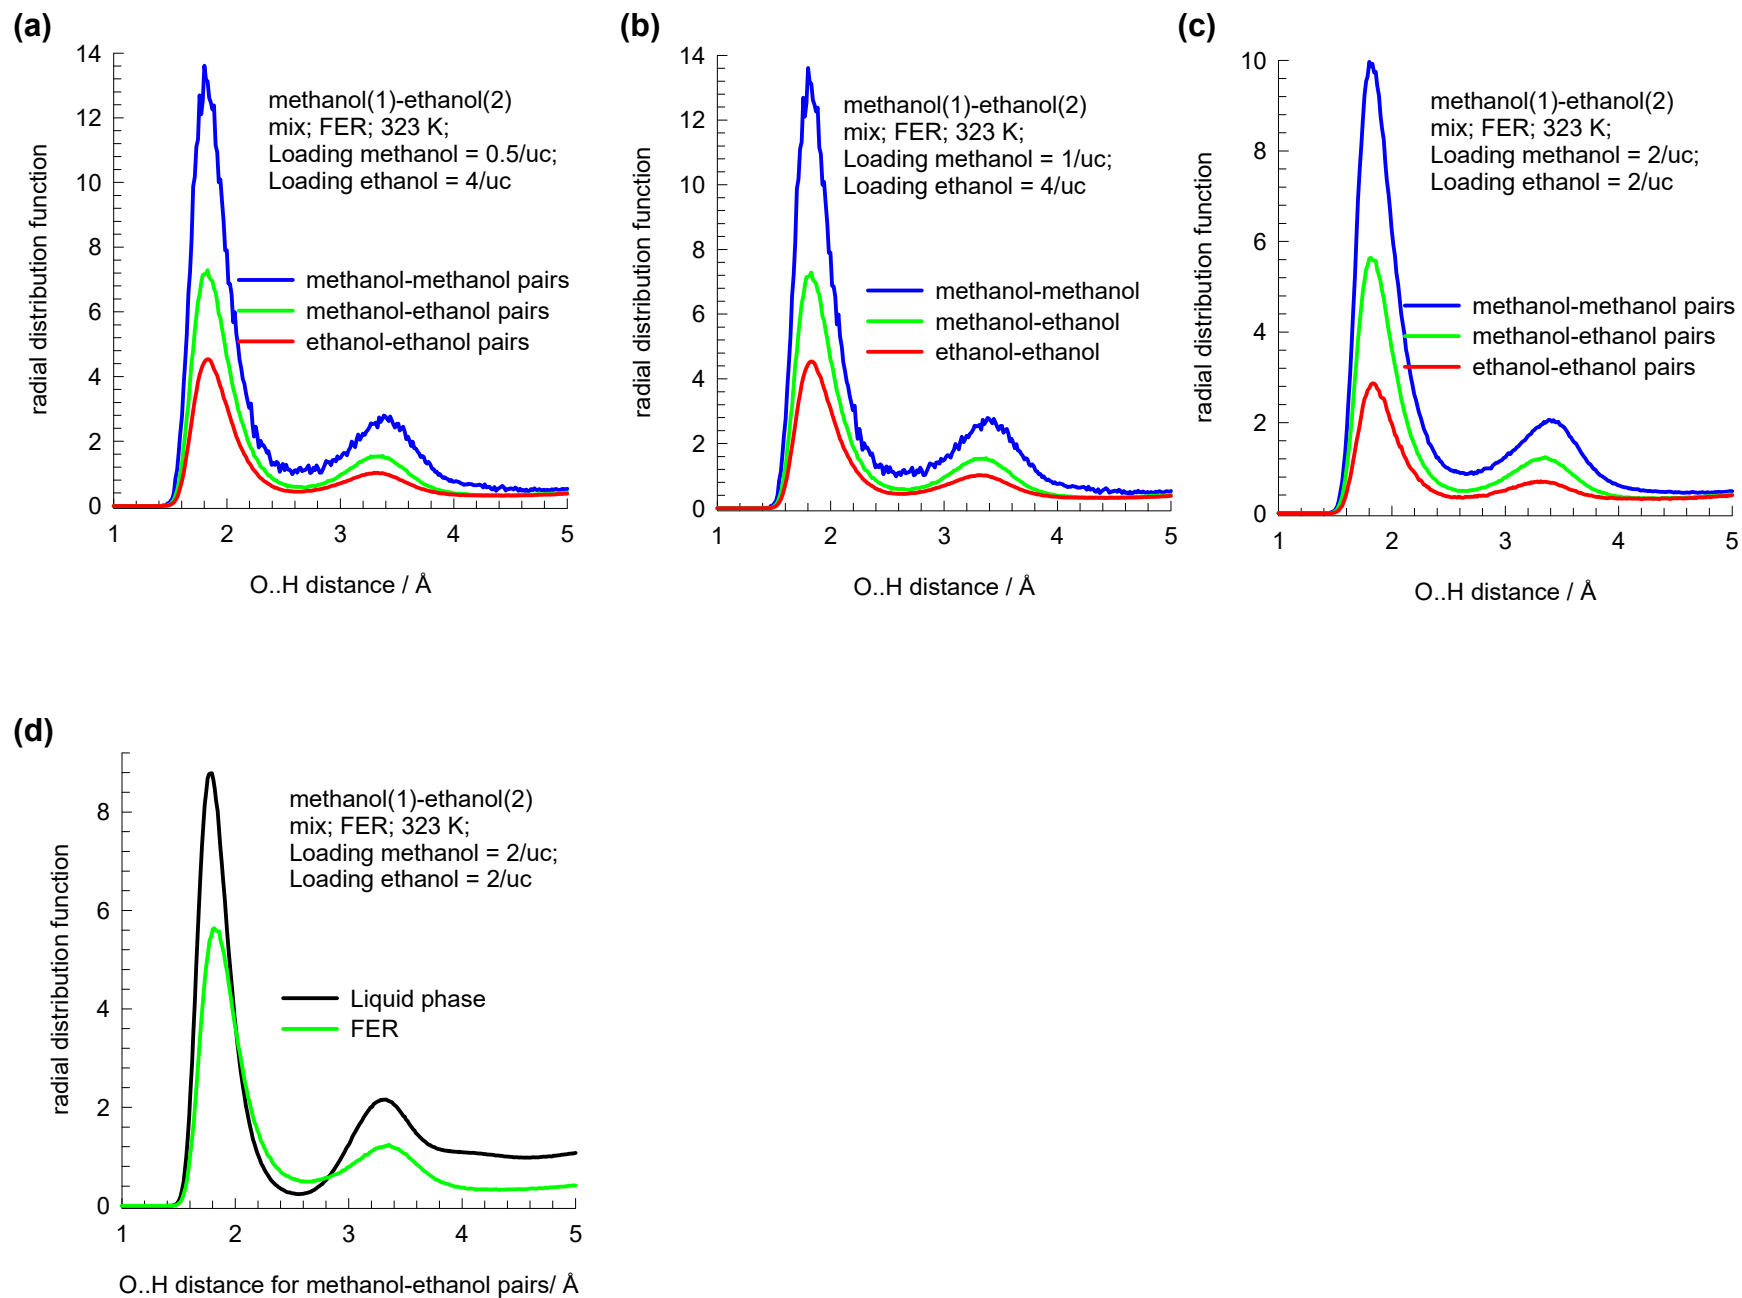 (a)
14
12
10
8
6
4
2
0
radial distribution function
methanol(1)-ethanol(2)
mix; FER; 323 K;
Loading methanol = 0.5/uc;
Loading ethanol = 4/uc
methanol-methanol pairs
methanol-ethanol pairs
ethanol-ethanol pairs
1 2 3 4 5
O..H distance / Å
(b)
14
12
10
8
6
4
2
0
radial distribution function
methanol(1)-ethanol(2)
mix; FER; 323 K;
Loading methanol = 1/uc;
Loading ethanol = 4/uc
methanol-methanol
methanol-ethanol
ethanol-ethanol
1 2 3 4 5
O..H distance / Å
(c)
10
8
6
4
2
0
radial distribution function
methanol(1)-ethanol(2)
mix; FER; 323 K;
Loading methanol = 2/uc;
Loading ethanol = 2/uc
methanol-methanol pairs
methanol-ethanol pairs
ethanol-ethanol pairs
1 2 3 4 5
O..H distance / Å
(d)
8
6
4
2
0
radial distribution function
methanol(1)-ethanol(2)
mix; FER; 323 K;
Loading methanol = 2/uc;
Loading ethanol = 2/uc
Liquid phase
FER
1 2 3 4 5
O..H distance for methanol-ethanol pairs/ Å